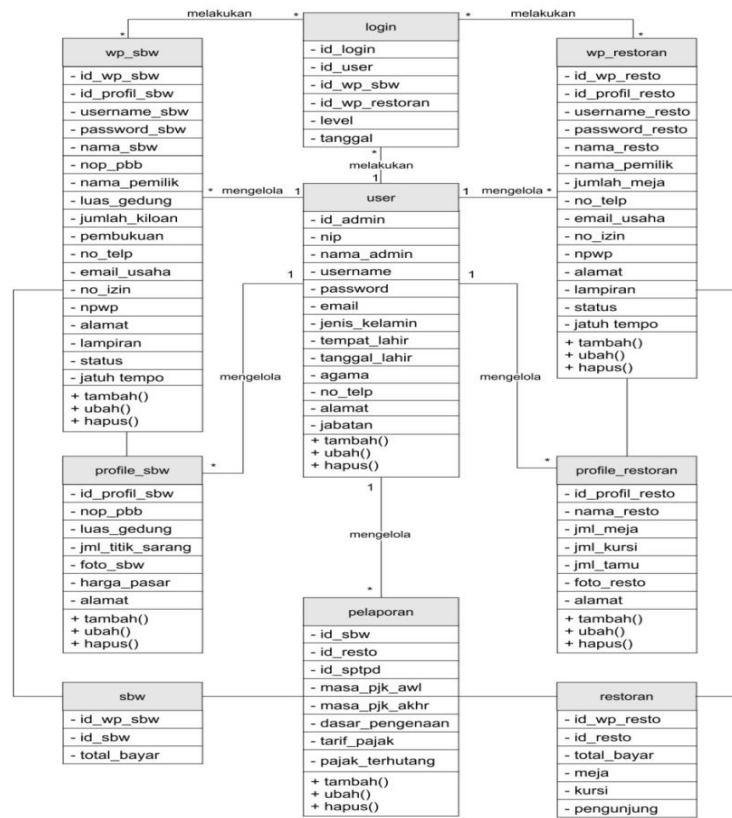 melakukan
*
*
*
*
melakukan
login
- id_login
- id_user
- id_wp_sbw
- id_wp_restoran
- level
- tanggal
*
melakukan
1
wp_sbw
- id_wp_sbw
- id_profil_sbw
- username_sbw
- password_sbw
- nama_sbw
- nop_pbb
- nama_pemilik
- luas_gedung
- jumlah_kiloan
- pembukuan
- no_telp
- email_usaha
- no_izin
- npwp
- alamat
- lampiran
- status
- jatuh tempo
+ tambah()
+ ubah()
+ hapus()
* mengelola 1
user
- id_admin
- nip
- nama_admin
- username
- password
- email
- jenis_kelamin
- tempat_lahir
- tanggal_lahir
- agama
- no_telp
- alamat
- jabatan
+ tambah()
+ ubah()
+ hapus()
1 mengelola *
wp_restoran
- id_wp_resto
- id_profil_resto
- username_resto
- password_resto
- nama_resto
- nama_pemilik
- jumlah_meja
- no_telp
- email_usaha
- no_izin
- npwp
- alamat
- lampiran
- status
- jatuh tempo
+ tambah()
+ ubah()
+ hapus()
1
mengelola
*
1
mengelola
*
profile_sbw
- id_profil_sbw
- nop_pbb
- luas_gedung
- jml_titik_sarang
- foto_sbw
- harga_pasar
- alamat
+ tambah()
+ ubah()
+ hapus()
1
mengelola
*
profile_restoran
- id_profil_resto
- nama_resto
- jml_meja
- jml_kursi
- jml_tamu
- foto_resto
- alamat
+ tambah()
+ ubah()
+ hapus()
pelaporan
- id_sbw
- id_resto
- id_sptpd
- masa_pjk_awl
- masa_pjk_akhr
- dasar_pengenaan
- tarif_pajak
- pajak_terhutang
+ tambah()
+ ubah()
+ hapus()
sbw
- id_wp_sbw
- id_sbw
- total_bayar
restoran
- id_wp_resto
- id_resto
- total_bayar
- meja
- kursi
- pengunjung